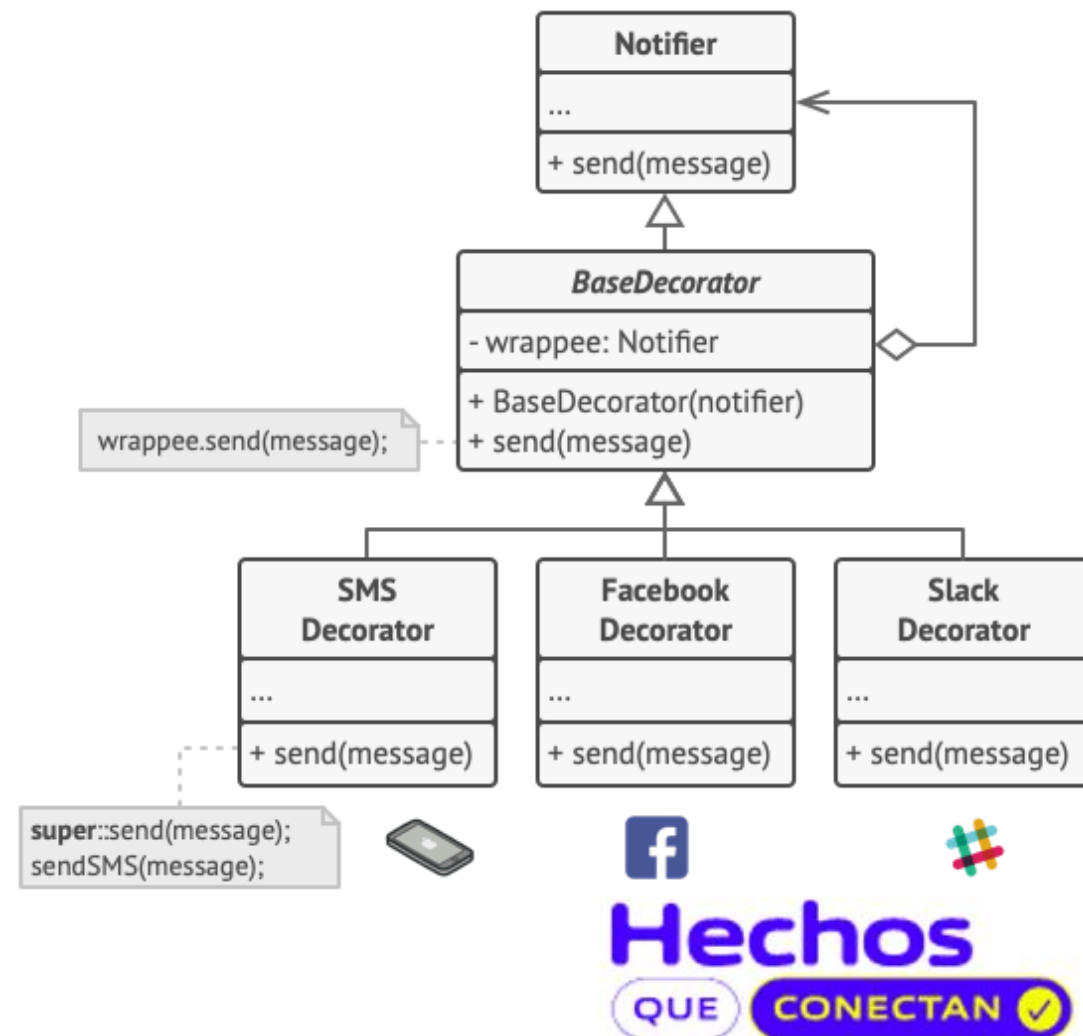 Notifier
...
+ send(message)
BaseDecorator
- wrappee: Notifier
+ BaseDecorator(notifier)
+ send(message)
wrappee.send(message);
SMS
Decorator
...
+ send(message)
Facebook
Decorator
...
+ send(message)
Slack
Decorator
...
+ send(message)
super::send(message);
sendSMS(message);
Hechos
QUE CONECTAN